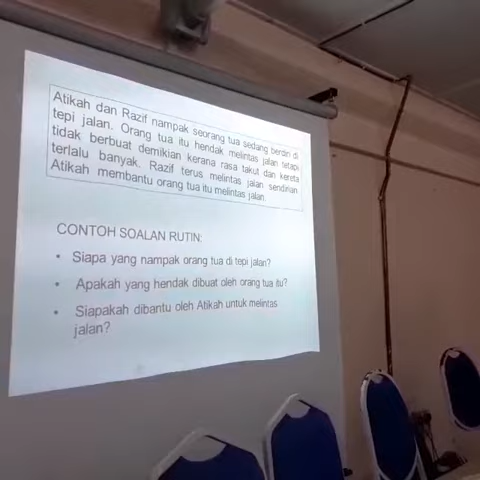 Atikah dan Razif nampak seorang tua sedang berdiri di
tepi jalan. Orang tua itu hendak melintas jalan tetapi
tidak berbuat demikian kerana rasa takut dan kereta
terlalu banyak. Razif terus melintas jalan sendirian
Atikah membantu orang tua itu melintas jalan
CONTOH SOALAN RUTIN:
• Siapa yang nampak orang tua di tepi jalan?
• Apakah yang hendak dibuat oleh orang tua itu?
• Siapakah dibantu oleh Atikah untuk melintas
jalan?